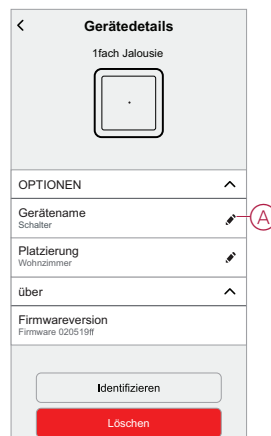 Gerätedetails
1fach Jalousie
OPTIONEN
Gerätename
Schalter
A
Platzierung
Wohnzimmer
über
Firmwareversion
Firmware 020519ff
Identifizieren
Löschen